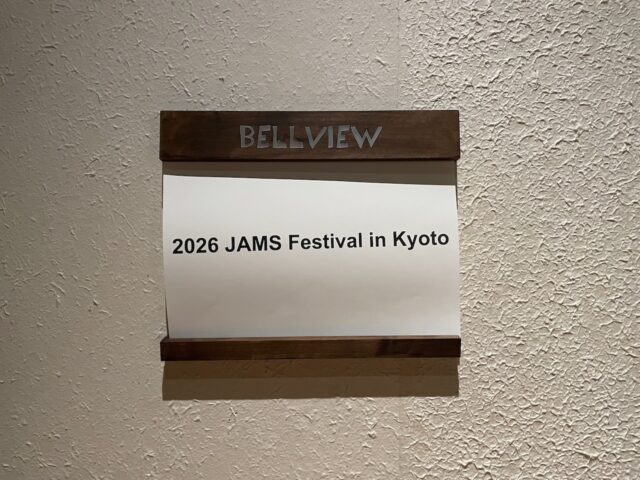 BELLVIEW
2026 JAMS Festival in Kyoto